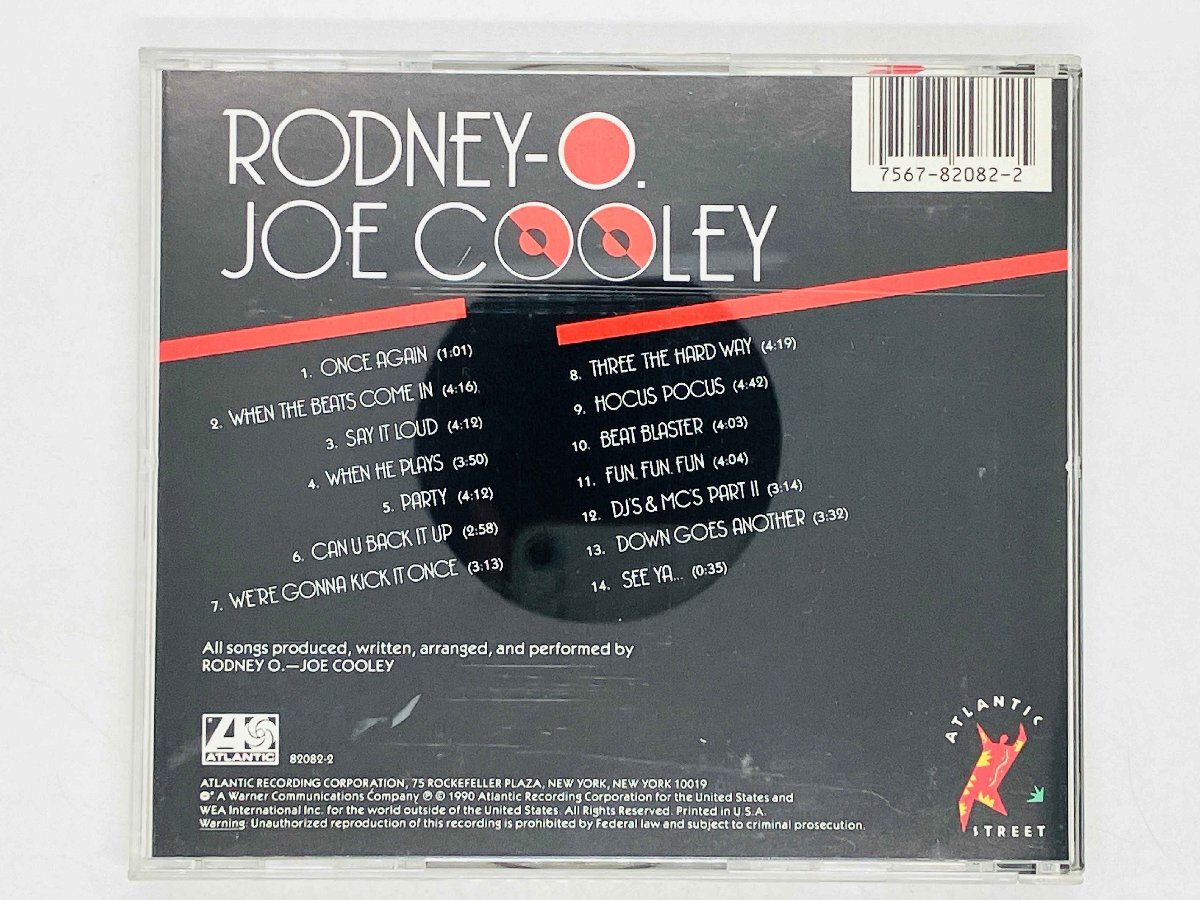 RODNEY-O.
JOE COOLEY
7567-82082-2
1. ONCE AGAIN (1:01)
2. WHEN THE BEATS COME IN (4:16)
3. SAY IT LOUD (4:12)
4. WHEN HE PLAYS (3:50)
5. PARTY (4:12)
6. CAN U BACK IT UP (2:58)
7. WE'RE GONNA KICK IT ONCE (3:13)
8. THREE THE HARD WAY (4:19)
9. HOCUS POCUS (4:42)
10. BEAT BLASTER (4:03)
11. FUN, FUN, FUN (4:04)
12. DJ'S & MC'S PART II (3:14)
13. DOWN GOES ANOTHER (3:32)
14. SEE YA... (0:35)
All songs produced, written, arranged, and performed by
RODNEY O.—JOE COOLEY
ATLANTIC
82082-2
ATLANTIC RECORDING CORPORATION, 75 ROCKEFELLER PLAZA, NEW YORK, NEW YORK 10019
A Warner Communications Company ℗ © 1990 Atlantic Recording Corporation for the United States and
WEA International Inc. for the world outside of the United States. All Rights Reserved. Printed in U.S.A.
Warning: Unauthorized reproduction of this recording is prohibited by Federal law and subject to criminal prosecution.
ATLANTIC
STREET